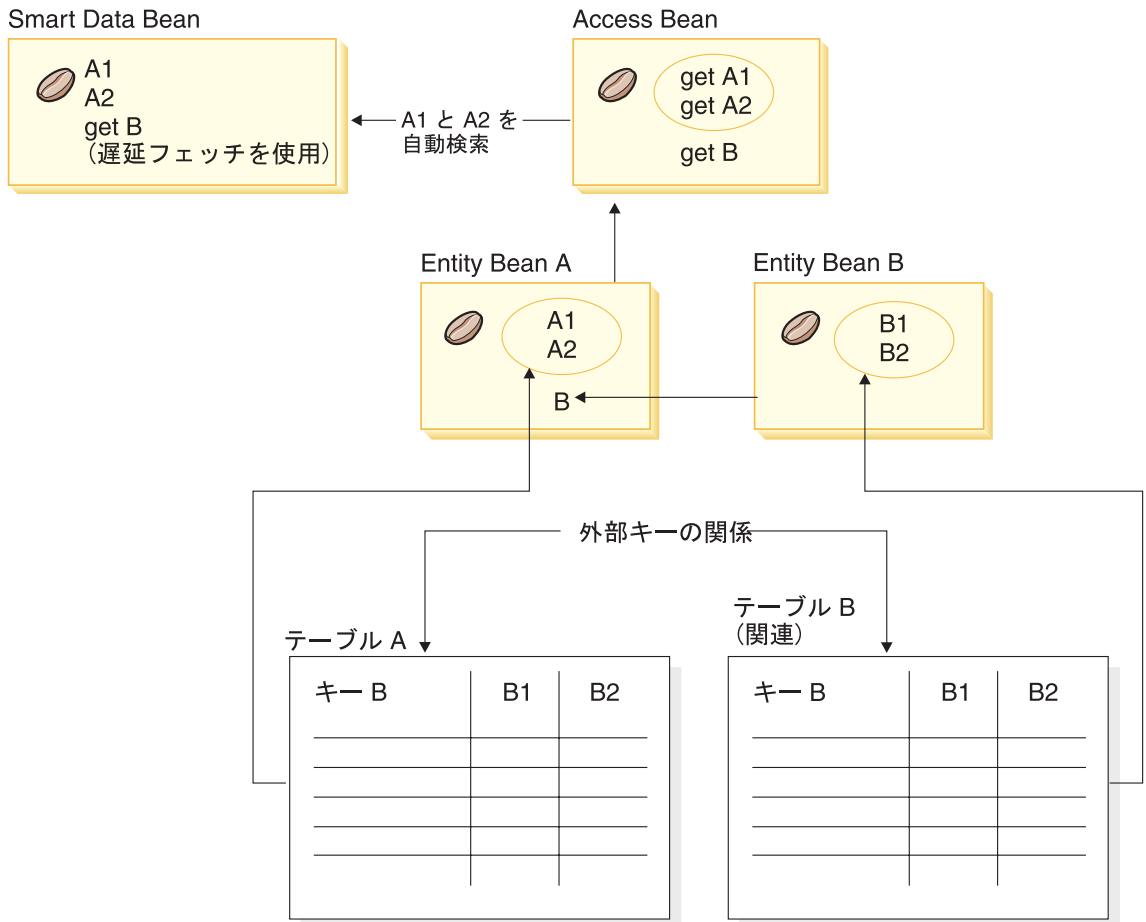 Smart Data Bean
A1
A2
get B
（遅延フェッチを使用）
A1 と A2 を
自動検索
Access Bean
get A1
get A2
get B
Entity Bean A
A1
A2
B
Entity Bean B
B1
B2
外部キーの関係
テーブル A
キー B B1 B2
テーブル B
（関連）
キー B B1 B2